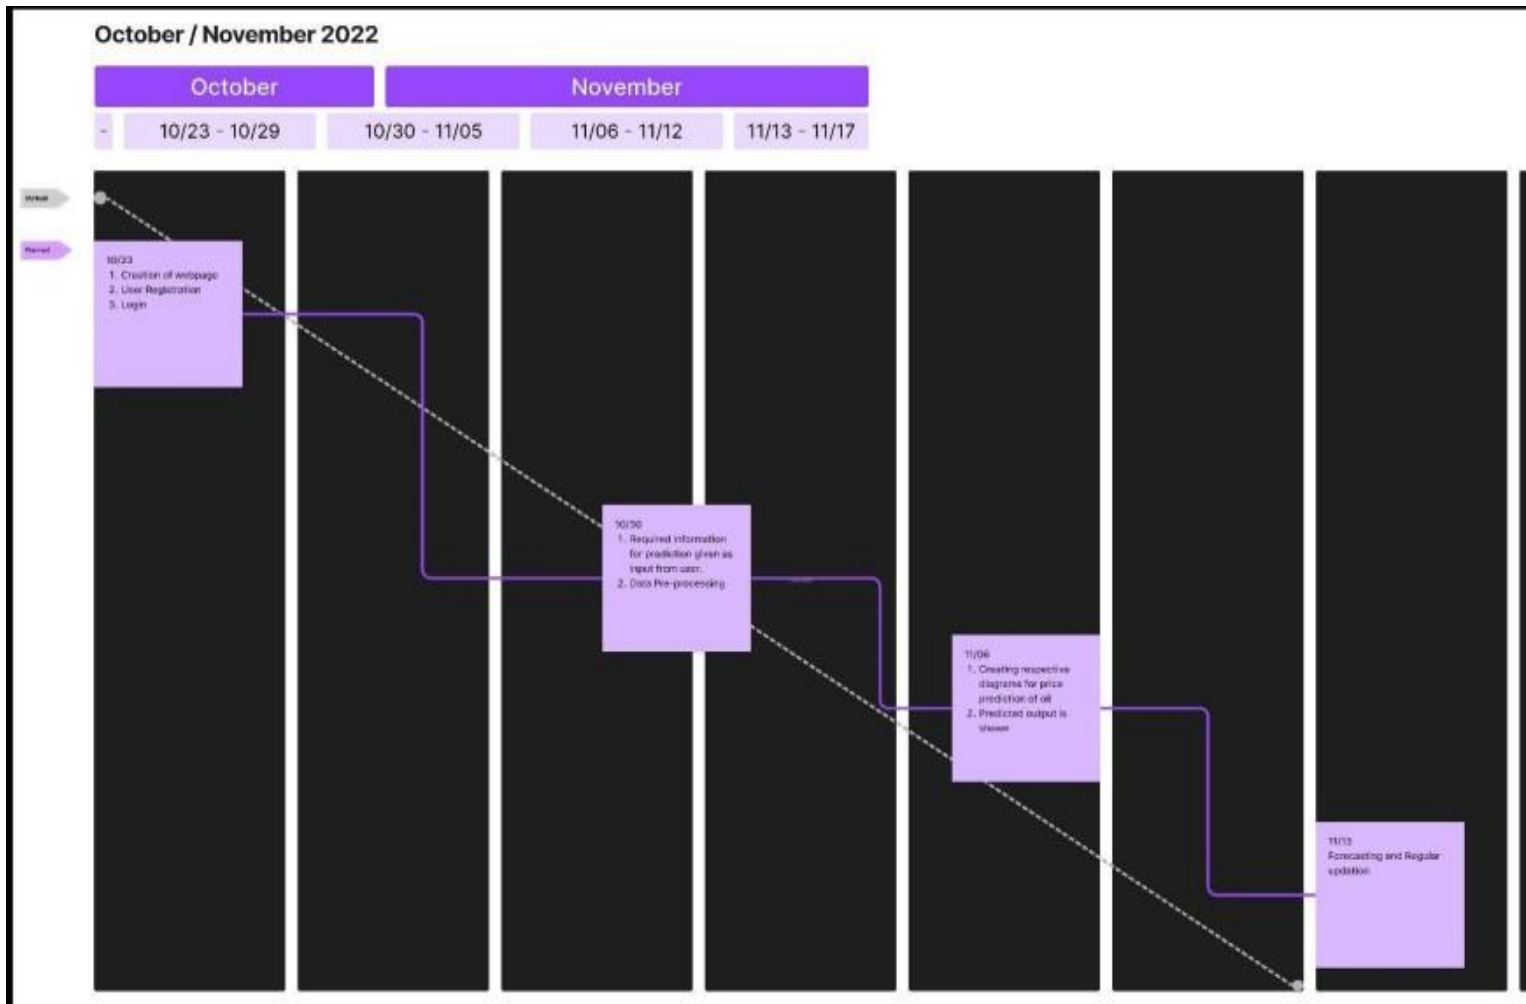 October / November 2022
October
November
-
10/23 - 10/29
10/30 - 11/05
11/06 - 11/12
11/13 - 11/17
Planned
10/23
1. Creation of webpage
2. User Registration
3. Login
10/30
1. Required Information
for prediction given as
input from user.
2. Data Pre-processing
11/06
1. Creating respective
diagrams for price
prediction of oil
2. Predicted output is
shown
11/13
Forecasting and Regular
updation